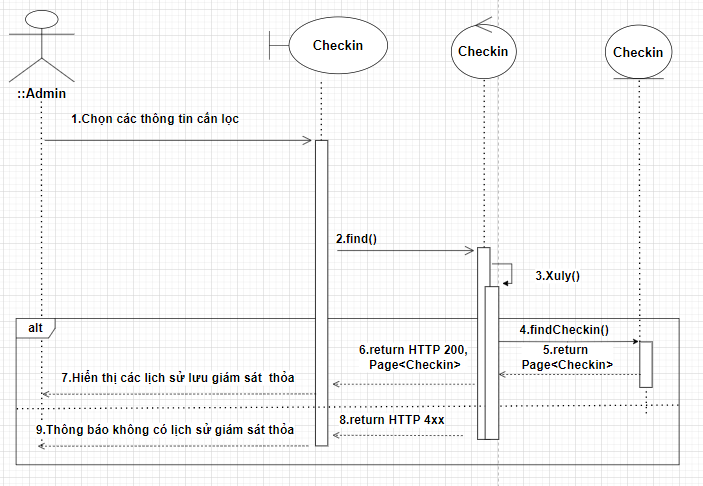 Checkin
Checkin
Checkin
::Admin
1.Chọn các thông tin cần lọc
2.find()
3.Xuly()
alt
4.findCheckin()
6.return HTTP 200,
Page<Checkin>
5.return
Page<Checkin>
7.Hiển thị các lịch sử lưu giám sát thỏa
8.return HTTP 4xx
9.Thông báo không có lịch sử giám sát thỏa